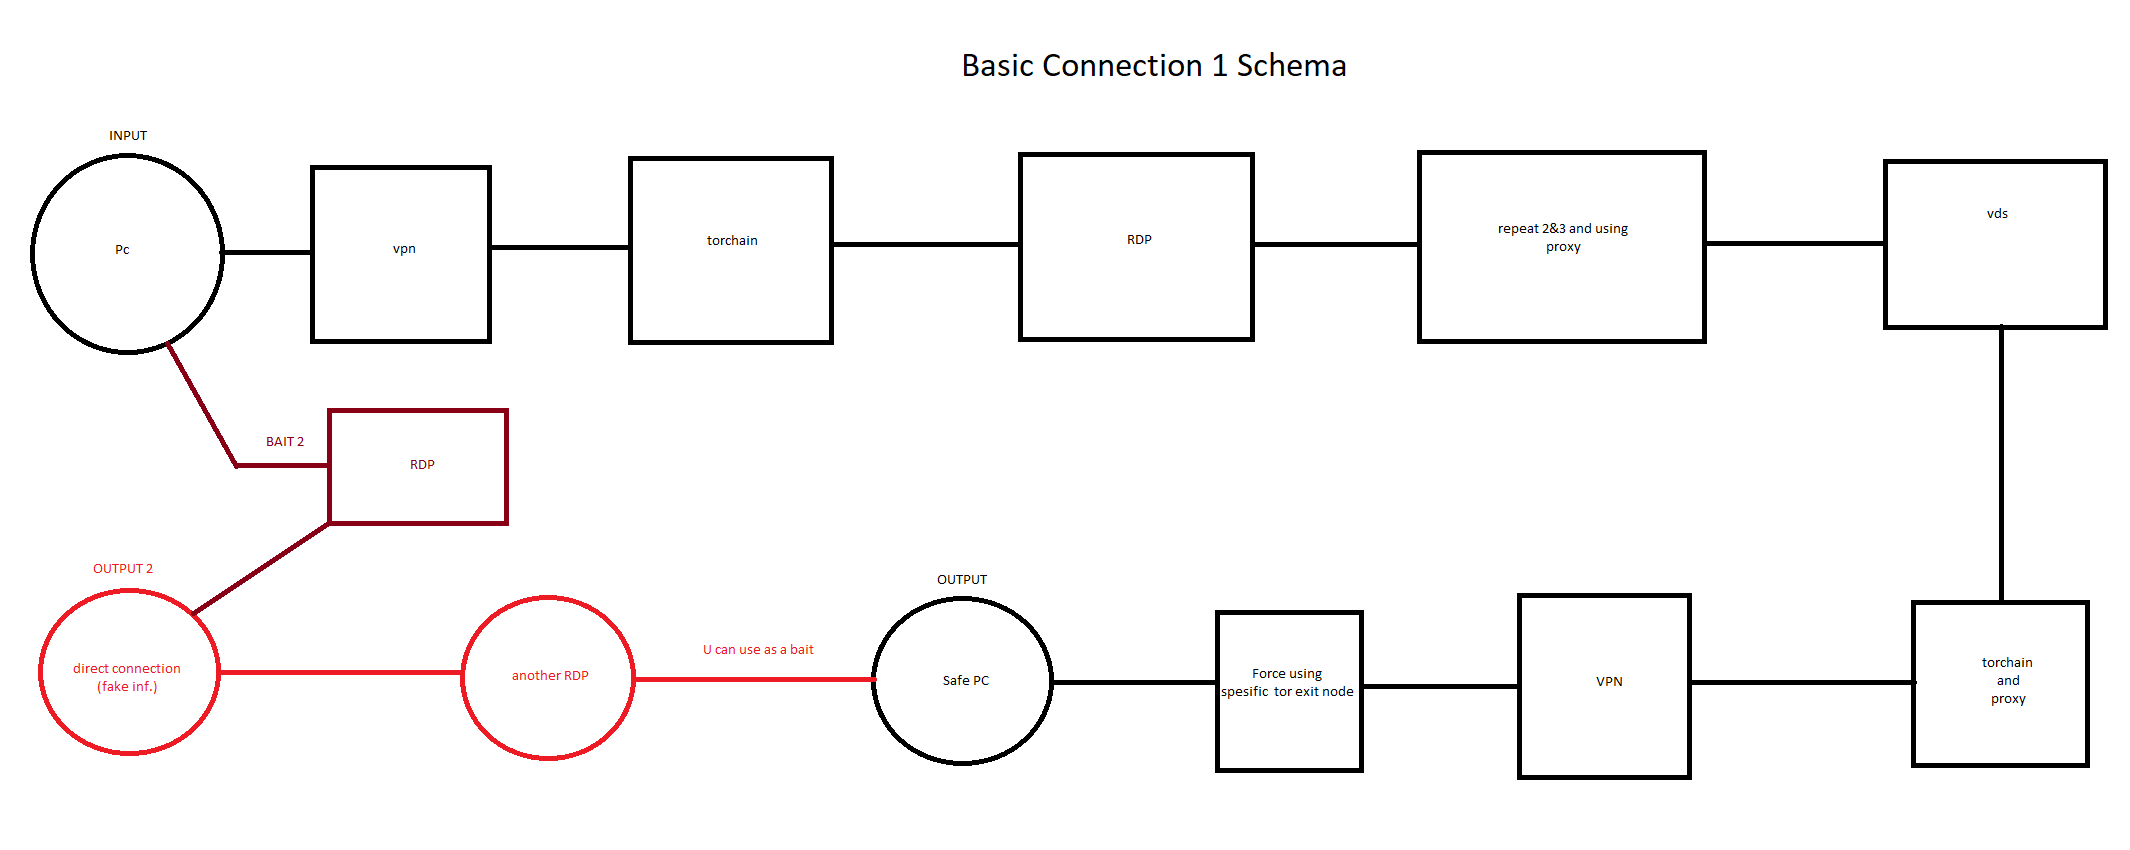 Basic Connection 1 Schema
INPUT
Pc
vpn
torchain
RDP
repeat 2&3 and using
proxy
vds
BAIT 2
RDP
OUTPUT 2
direct connection
(fake inf.)
another RDP
U can use as a bait
OUTPUT
Safe PC
Force using
spesific tor exit node
VPN
torchain
and
proxy